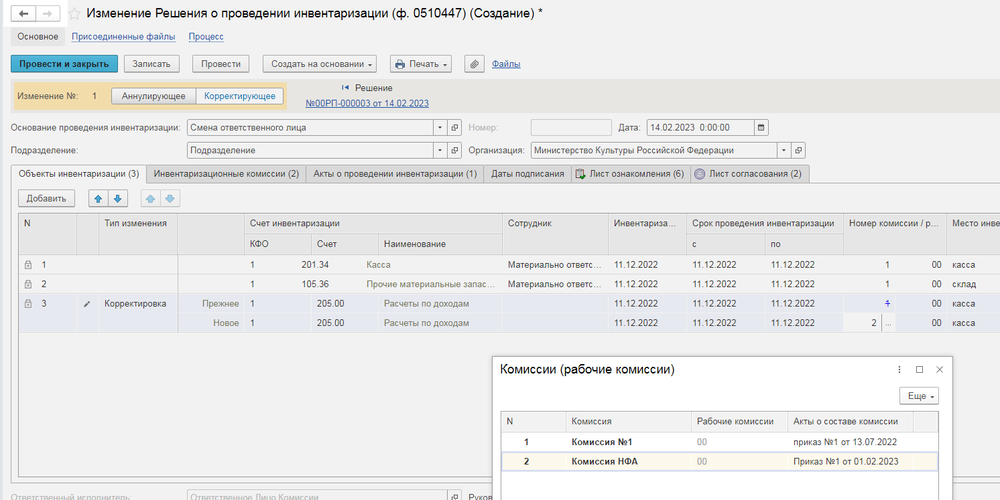 Изменение Решения о проведении инвентаризации (ф. 0510447) (Создание) *
Основное Присоединенные файлы Процесс
Провести и закрыть Записать Провести Создать на основании Печать Файлы
Изменение №: 1 Аннулирующее Корректирующее Решение
№00РП-000003 от 14.02.2023
Основание проведения инвентаризации: Смена ответственного лица Номер: Дата: 14.02.2023 0:00:00
Подразделение: Подразделение Организация: Министерство Культуры Российской Федерации
Объекты инвентаризации (3) Инвентаризационные комиссии (2) Акты о проведении инвентаризации (1) Даты подписания Лист ознакомления (6) Лист согласования (2)
Добавить
N Тип изменения Счет инвентаризации Сотрудник Инвентариза... Срок проведения инвентаризации Номер комиссии / р... Место инве
КФО Счет Наименование с по
1 1 201.34 Касса Материально ответс... 11.12.2022 11.12.2022 11.12.2022 1 00 касса
2 1 105.36 Прочие материальные запас... Материально ответс... 11.12.2022 11.12.2022 11.12.2022 1 00 склад
3 Корректировка Прежнее 1 205.00 Расчеты по доходам 11.12.2022 11.12.2022 11.12.2022 1 00 касса
Новое 1 205.00 Расчеты по доходам 11.12.2022 11.12.2022 11.12.2022 2 ... 00 касса
Комиссии (рабочие комиссии)
Еще
N Комиссия Рабочие комиссии Акты о составе комиссии
1 Комиссия №1 00 приказ №1 от 13.07.2022
2 Комиссия НФА 00 Приказ №1 от 01.02.2023
Ответственный исполнитель: Ответственное Лицо Комиссии Руков